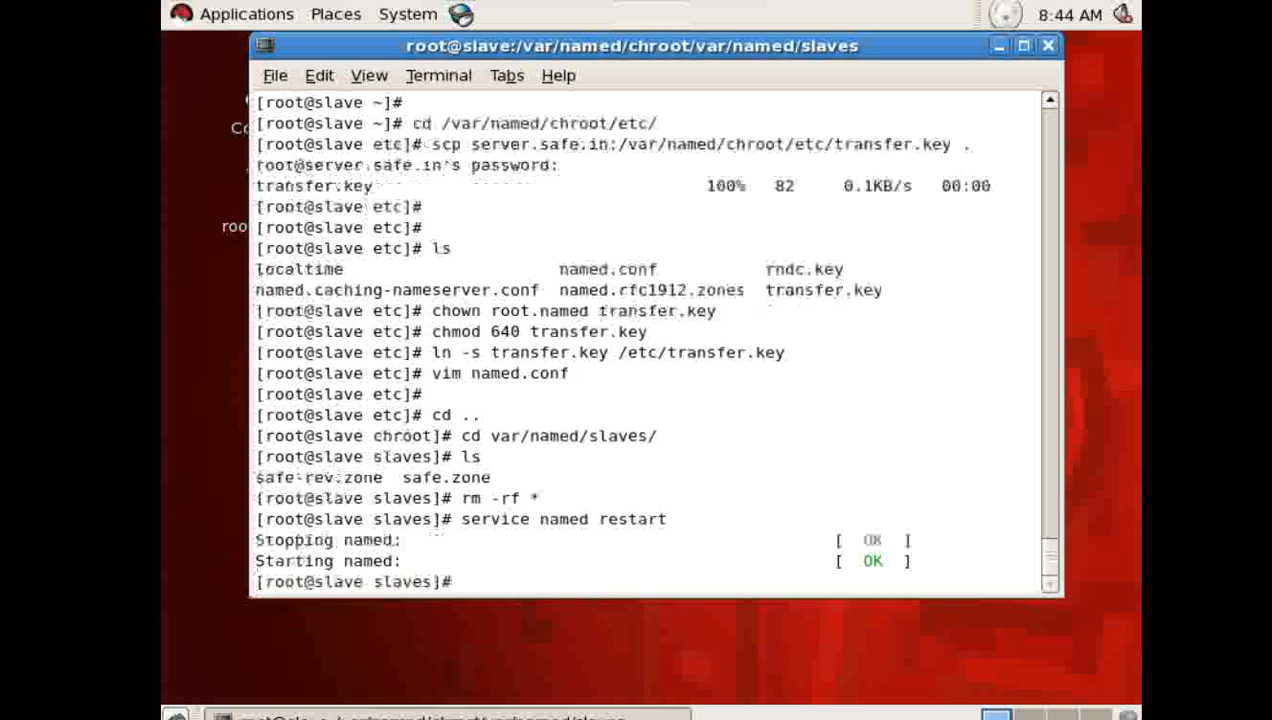 Applications Places System 8:44 AM
root@slave:/var/named/chroot/var/named/slaves
File Edit View Terminal Tabs Help
[root@slave ~]#
[root@slave ~]# cd /var/named/chroot/etc/
[root@slave etc]# scp server.safe.in:/var/named/chroot/etc/transfer.key .
root@server.safe.in's password:
transfer.key 100% 82 0.1KB/s 00:00
[root@slave etc]#
[root@slave etc]#
[root@slave etc]# ls
localtime named.conf rndc.key
named.caching-nameserver.conf named.rfc1912.zones transfer.key
[root@slave etc]# chown root.named transfer.key
[root@slave etc]# chmod 640 transfer.key
[root@slave etc]# ln -s transfer.key /etc/transfer.key
[root@slave etc]# vim named.conf
[root@slave etc]#
[root@slave etc]# cd ..
[root@slave chroot]# cd var/named/slaves/
[root@slave slaves]# ls
safe-rev.zone safe.zone
[root@slave slaves]# rm -rf *
[root@slave slaves]# service named restart
Stopping named: [ OK ]
Starting named: [ OK ]
[root@slave slaves]#